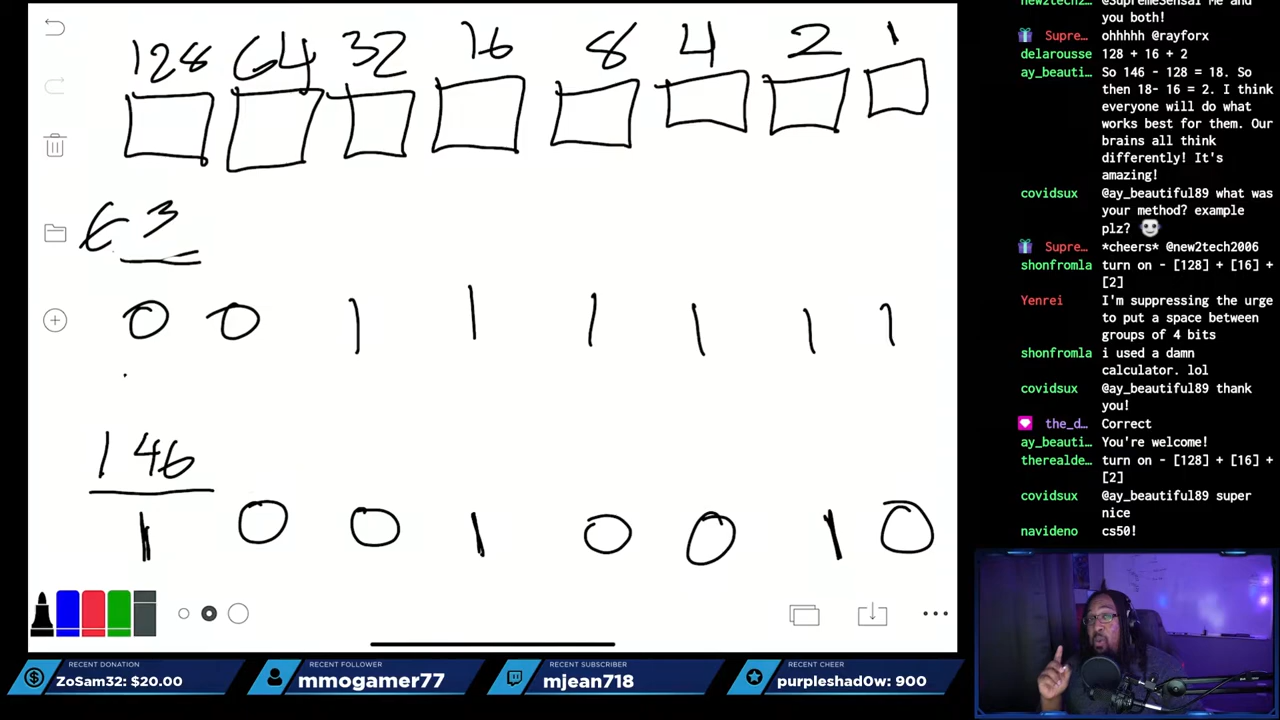 128 64 32 16 8 4 2 1
63
0 0 1 1 1 1 1 1
146
1 0 0 1 0 0 1 0
you both!
Supre… ohhhhh @rayforx
delarousse 128 + 16 + 2
ay_beauti… So 146 - 128 = 18. So
then 18- 16 = 2. I think
everyone will do what
works best for them. Our
brains all think
differently! It's
amazing!
covidsux @ay_beautiful89 what was
your method? example
plz?
Supre… *cheers* @new2tech2006
shonfromla turn on - [128] + [16] +
[2]
Yenrei I'm suppressing the urge
to put a space between
groups of 4 bits
shonfromla i used a damn
calculator. lol
covidsux @ay_beautiful89 thank
you!
the_d… Correct
ay_beauti… You're welcome!
therealde… turn on - [128] + [16] +
[2]
covidsux @ay_beautiful89 super
nice
navideno cs50!
RECENT DONATION
ZoSam32: $20.00
RECENT FOLLOWER
mmogamer77
RECENT SUBSCRIBER
mjean718
RECENT CHEER
purpleshad0w: 900